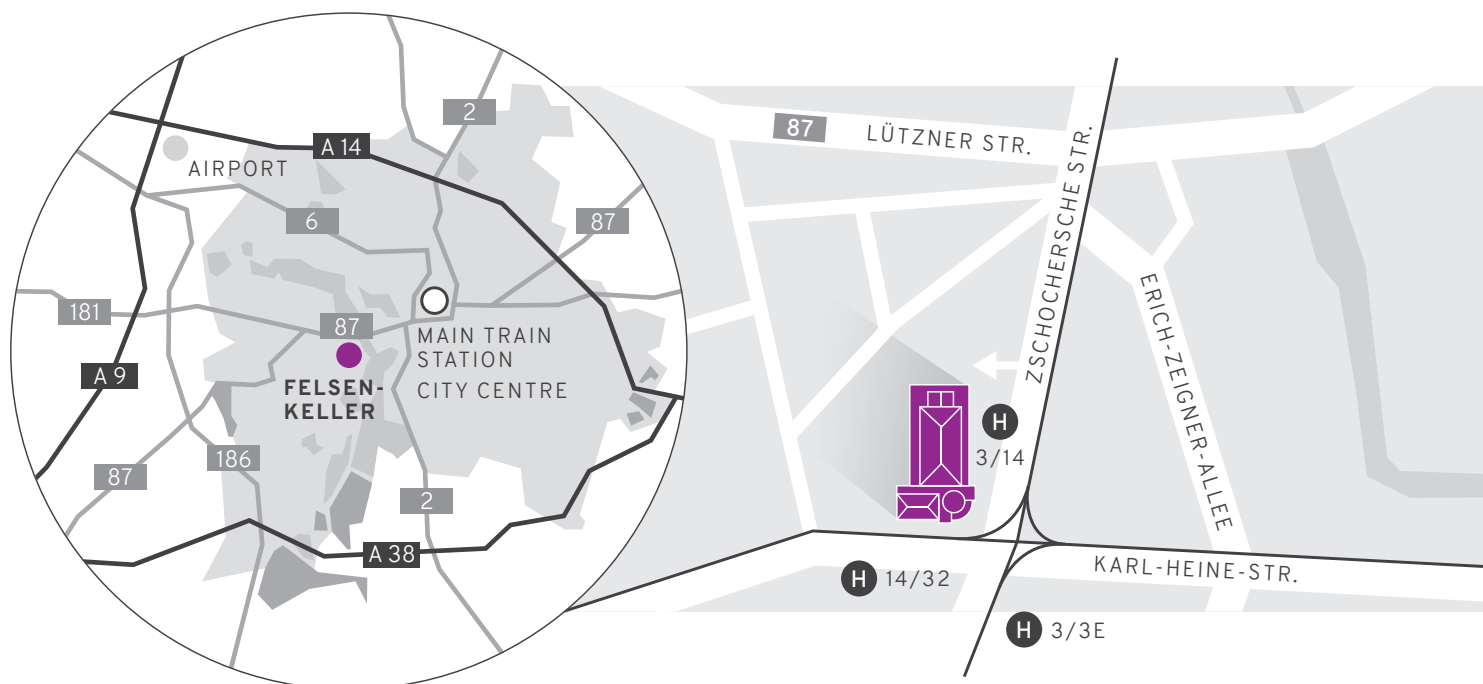 2
A 14
AIRPORT
6
87
181
87
MAIN TRAIN
STATION
CITY CENTRE
A 9
FELSEN-
KELLER
87
186
2
A 38
87
LÜTZNER STR.
ZSCHOCHERSCHE STR.
ERICH-ZEIGNER-ALLEE
H
3/14
KARL-HEINE-STR.
H 14/32
H 3/3E